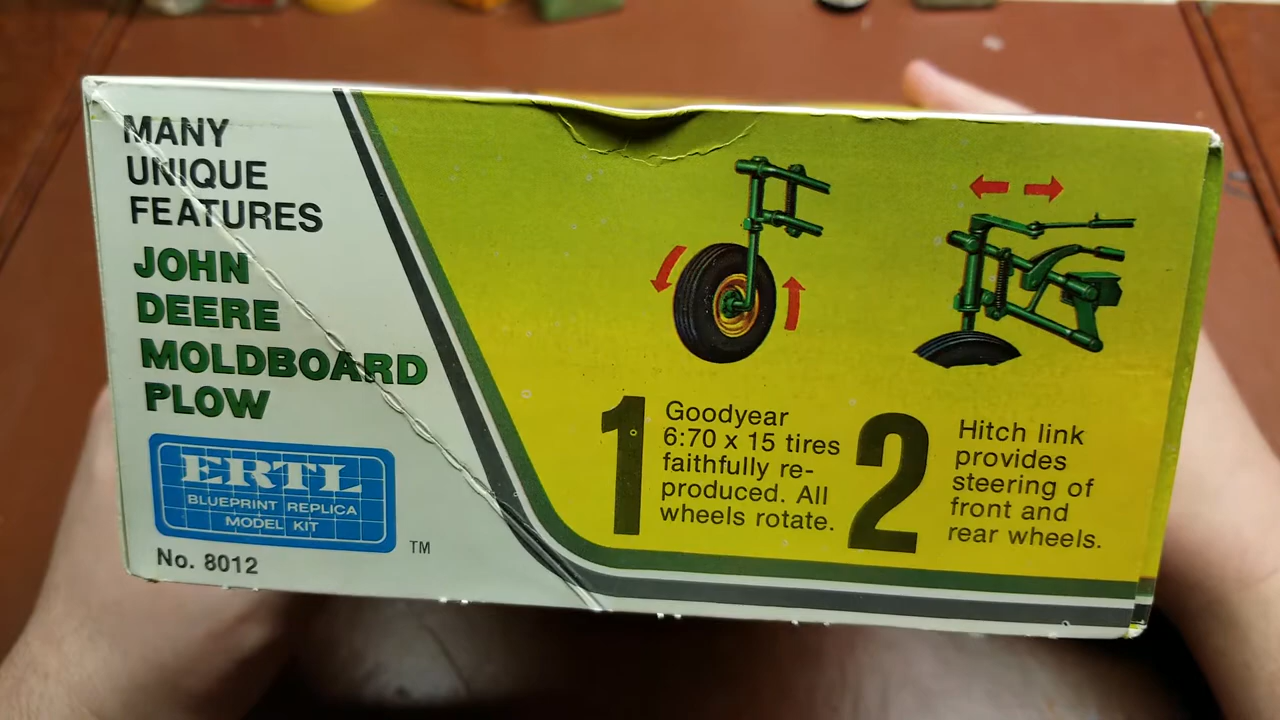 MANY
UNIQUE
FEATURES
JOHN
DEERE
MOLDBOARD
PLOW
ERTL
BLUEPRINT REPLICA
MODEL KIT
TM
No. 8012
1
Goodyear
6:70 x 15 tires
faithfully re-
produced. All
wheels rotate.
2
Hitch link
provides
steering of
front and
rear wheels.